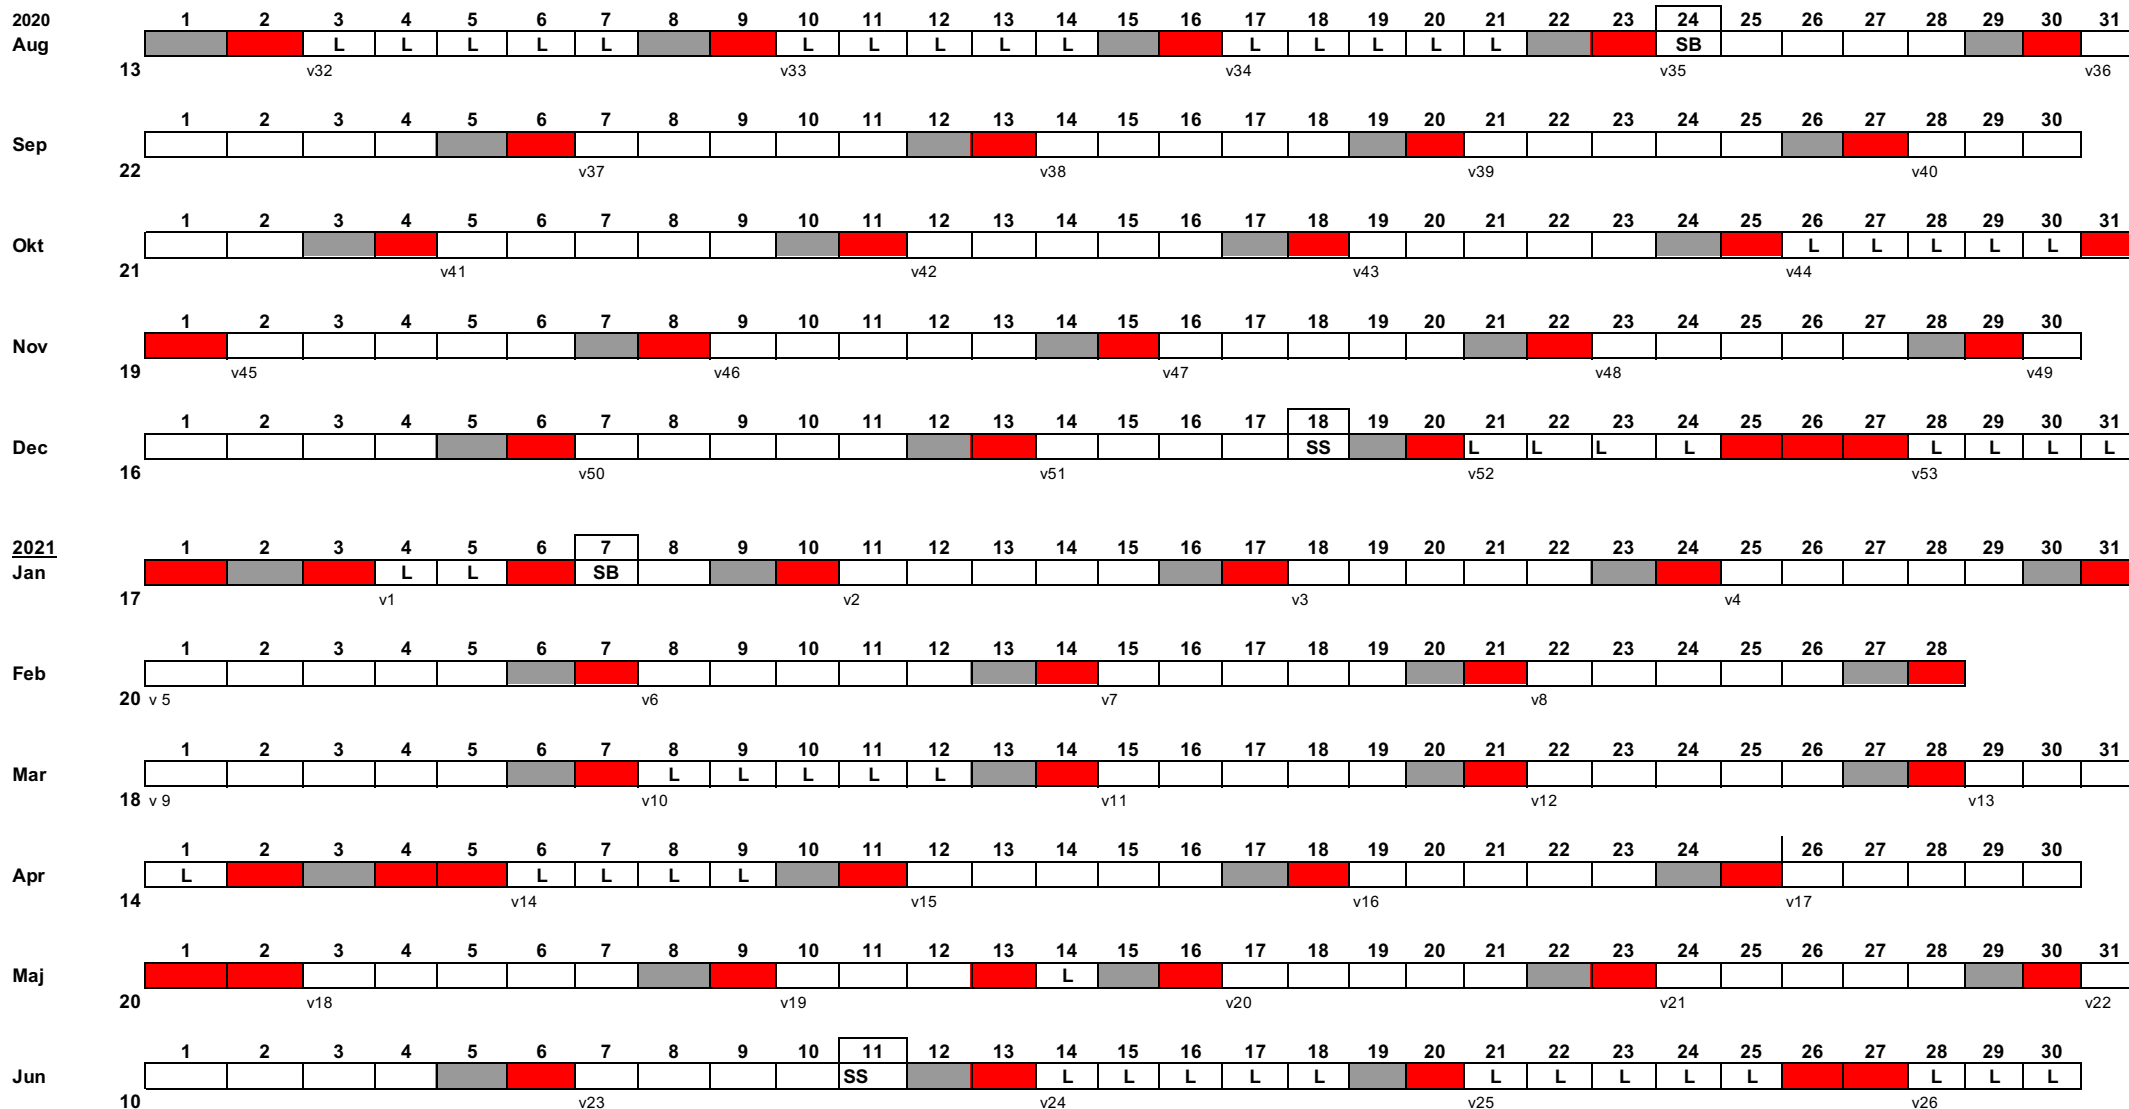 2020 1 2 3 4 5 6 7 8 9 10 11 12 13 14 15 16 17 18 19 20 21 22 23 24 25 26 27 28 29 30 31
Aug L L L L L L L L L L L L L L L SB
13 v32 v33 v34 v35 v36
1 2 3 4 5 6 7 8 9 10 11 12 13 14 15 16 17 18 19 20 21 22 23 24 25 26 27 28 29 30
Sep
22 v37 v38 v39 v40
1 2 3 4 5 6 7 8 9 10 11 12 13 14 15 16 17 18 19 20 21 22 23 24 25 26 27 28 29 30 31
Okt L L L L L
21 v41 v42 v43 v44
1 2 3 4 5 6 7 8 9 10 11 12 13 14 15 16 17 18 19 20 21 22 23 24 25 26 27 28 29 30
Nov
19 v45 v46 v47 v48 v49
1 2 3 4 5 6 7 8 9 10 11 12 13 14 15 16 17 18 19 20 21 22 23 24 25 26 27 28 29 30 31
Dec SS L L L L L L L L
16 v50 v51 v52 v53
2021 1 2 3 4 5 6 7 8 9 10 11 12 13 14 15 16 17 18 19 20 21 22 23 24 25 26 27 28 29 30 31
Jan L L SB
17 v1 v2 v3 v4
1 2 3 4 5 6 7 8 9 10 11 12 13 14 15 16 17 18 19 20 21 22 23 24 25 26 27 28
Feb
20 v 5 v6 v7 v8
1 2 3 4 5 6 7 8 9 10 11 12 13 14 15 16 17 18 19 20 21 22 23 24 25 26 27 28 29 30 31
Mar L L L L L
18 v 9 v10 v11 v12 v13
1 2 3 4 5 6 7 8 9 10 11 12 13 14 15 16 17 18 19 20 21 22 23 24 26 27 28 29 30
Apr L L L L L
14 v14 v15 v16 v17
1 2 3 4 5 6 7 8 9 10 11 12 13 14 15 16 17 18 19 20 21 22 23 24 25 26 27 28 29 30 31
Maj L
20 v18 v19 v20 v21 v22
1 2 3 4 5 6 7 8 9 10 11 12 13 14 15 16 17 18 19 20 21 22 23 24 25 26 27 28 29 30
Jun SS L L L L L L L L L L L L L
10 v23 v24 v25 v26